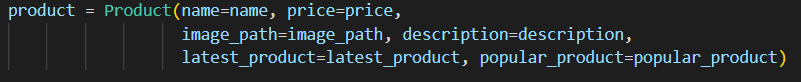 product = Product(name=name, price=price,
image_path=image_path, description=description,
latest_product=latest_product, popular_product=popular_product)